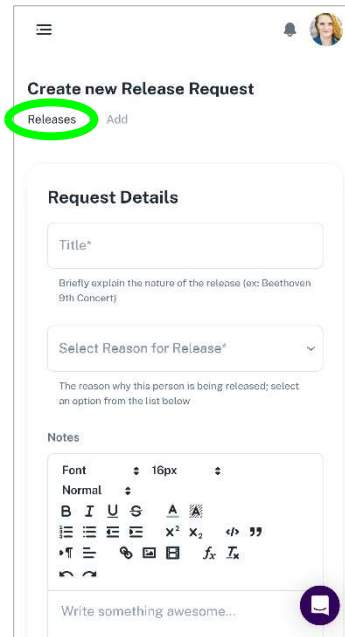 Create new Release Request
Releases Add
Request Details
Title*
Briefly explain the nature of the release (ex: Beethoven
9th Concert)
Select Reason for Release*
The reason why this person is being released; select
an option from the list below
Notes
Font 16px
Normal
B I U S A A
x² x₂ </> ”
fx Tx
Write something awesome...